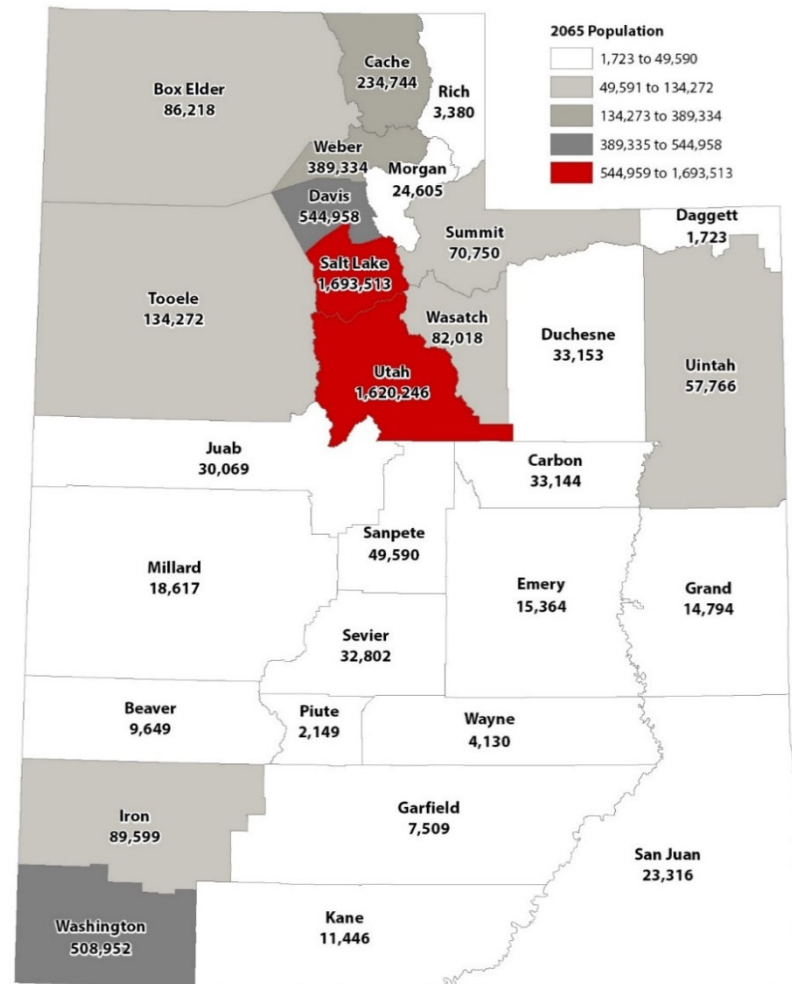 2065 Population
1,723 to 49,590
49,591 to 134,272
134,273 to 389,334
389,335 to 544,958
544,959 to 1,693,513
Cache
234,744
Rich
3,380
Box Elder
86,218
Weber
389,334
Morgan
24,605
Davis
544,958
Daggett
1,723
Summit
70,750
Salt Lake
1,693,513
Tooele
134,272
Wasatch
82,018
Duchesne
33,153
Uintah
57,766
Utah
1,620,246
Juab
30,069
Carbon
33,144
Sanpete
49,590
Millard
18,617
Emery
15,364
Grand
14,794
Sevier
32,802
Beaver
9,649
Piute
2,149
Wayne
4,130
Iron
89,599
Garfield
7,509
San Juan
23,316
Washington
508,952
Kane
11,446